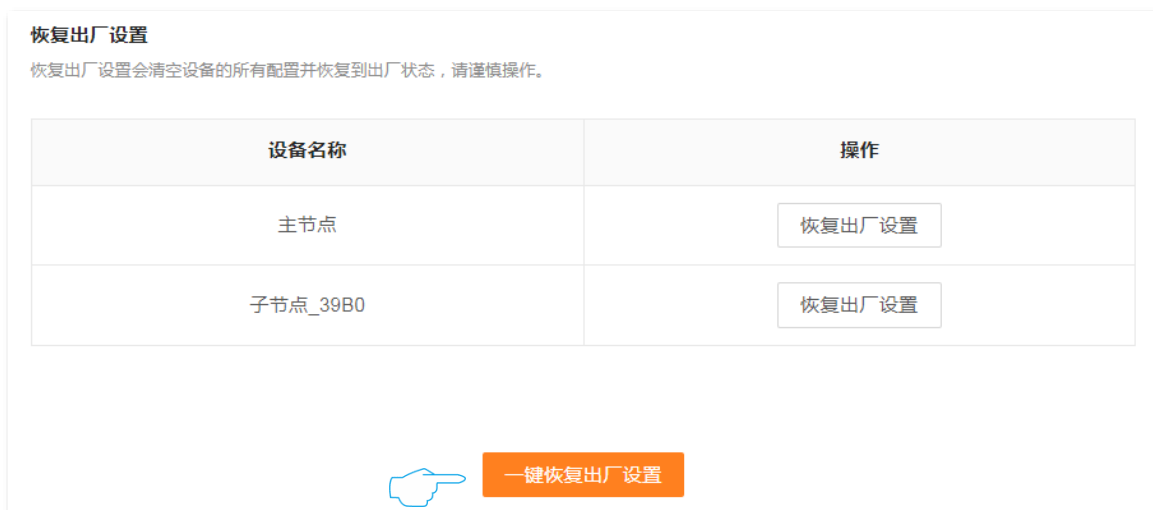 恢复出厂设置
恢复出厂设置会清空设备的所有配置并恢复到出厂状态，请谨慎操作。
设备名称 操作
主节点 恢复出厂设置
子节点_39B0 恢复出厂设置
一键恢复出厂设置